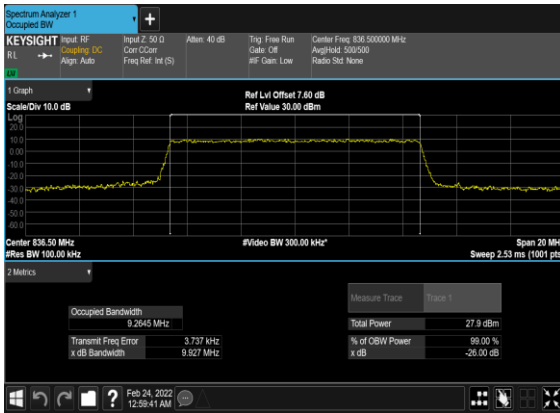 Spectrum Analyzer 1
Occupied BW
KEYSIGHT
RL
Input: RF
Coupling: DC
Align: Auto
Input Z: 50 Ω
Corr CCorr
Freq Ref: Int (S)
Atten: 40 dB
Trig: Free Run
Gate: Off
#IF Gain: Low
Center Freq: 836.500000 MHz
Avg|Hold: 500/500
Radio Std: None
1 Graph
Scale/Div 10.0 dB
Ref Lvl Offset 7.60 dB
Ref Value 30.00 dBm
Log
20.0
10.0
0.00
-10.0
-20.0
-30.0
-40.0
-50.0
-60.0
Center 836.50 MHz
#Res BW 100.00 kHz
#Video BW 300.00 kHz*
Span 20 MH
Sweep 2.53 ms (1001 pts
2 Metrics
Measure Trace
Trace 1
Occupied Bandwidth
9.2645 MHz
Total Power
27.9 dBm
Transmit Freq Error
3.737 kHz
% of OBW Power
99.00 %
x dB Bandwidth
9.927 MHz
x dB
-26.00 dB
?
Feb 24, 2022
12:59:41 AM